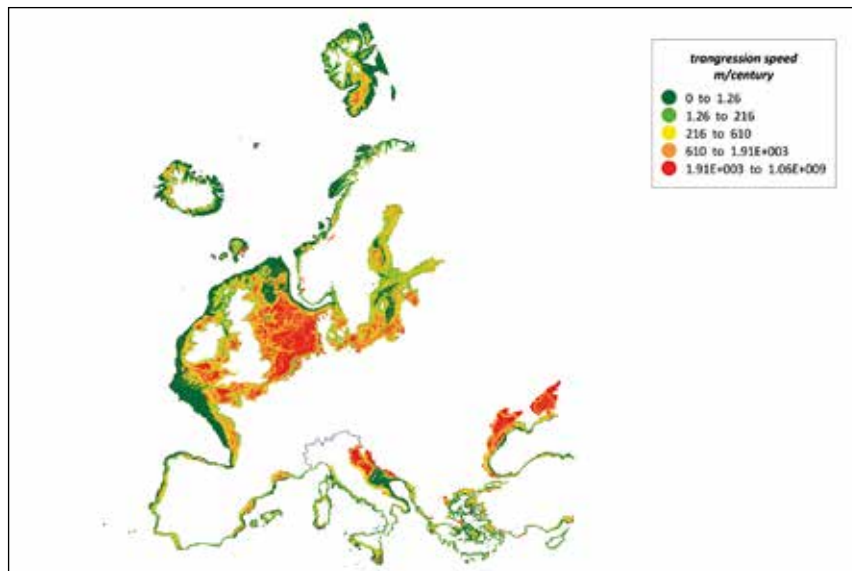 trangression speed
m/century
0 to 1.26
1.26 to 216
216 to 610
610 to 1.91E+003
1.91E+003 to 1.06E+009